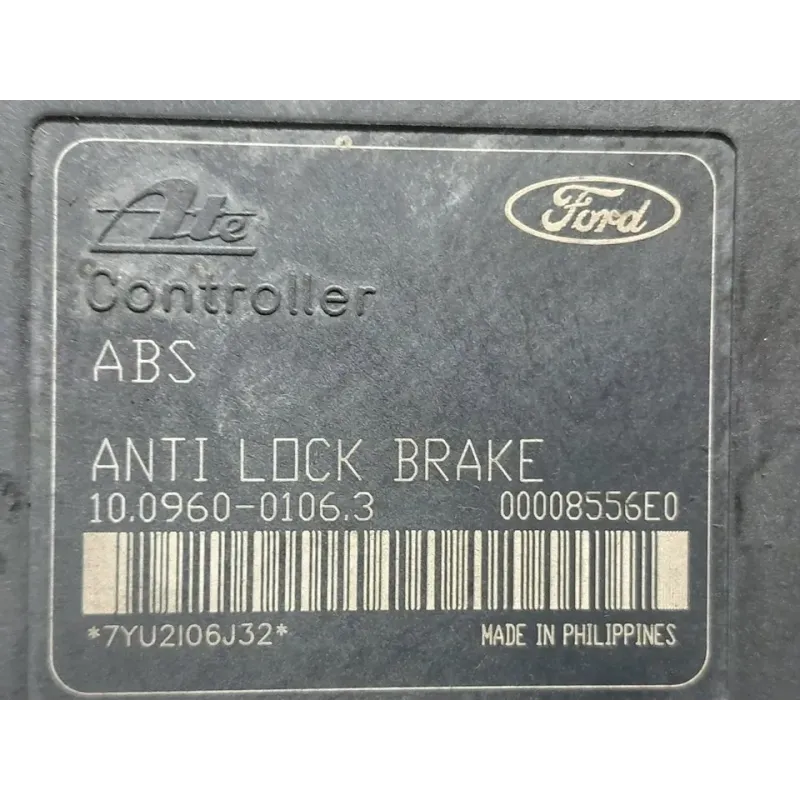 Ate
Ford
Controller
ABS
ANTI LOCK BRAKE
10.0960-0106.3 00008556E0
*7YU2I06J32* MADE IN PHILIPPINES